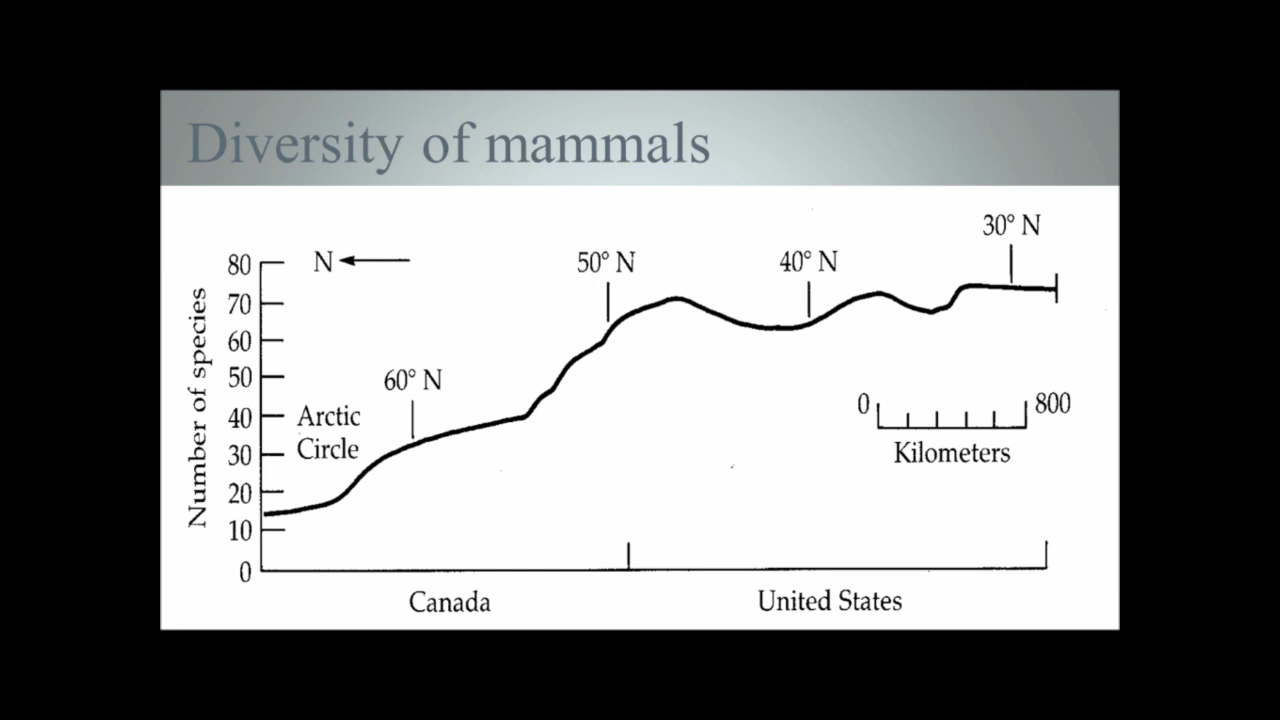 Diversity of mammals
30° N
N
50° N
40° N
80
70
60
50
40
30
20
10
0
Number of species
60° N
Arctic
Circle
0
800
Kilometers
Canada
United States